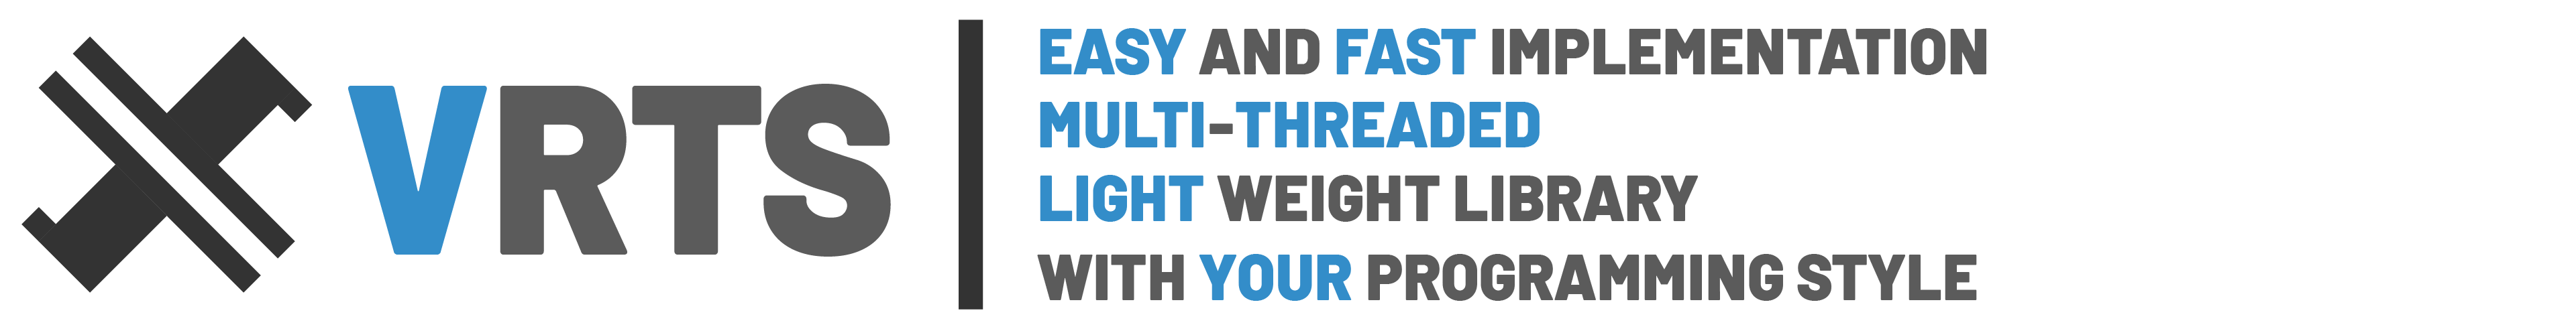 VRTS
EASY AND FAST IMPLEMENTATION
MULTI-THREADED
LIGHT WEIGHT LIBRARY
WITH YOUR PROGRAMMING STYLE